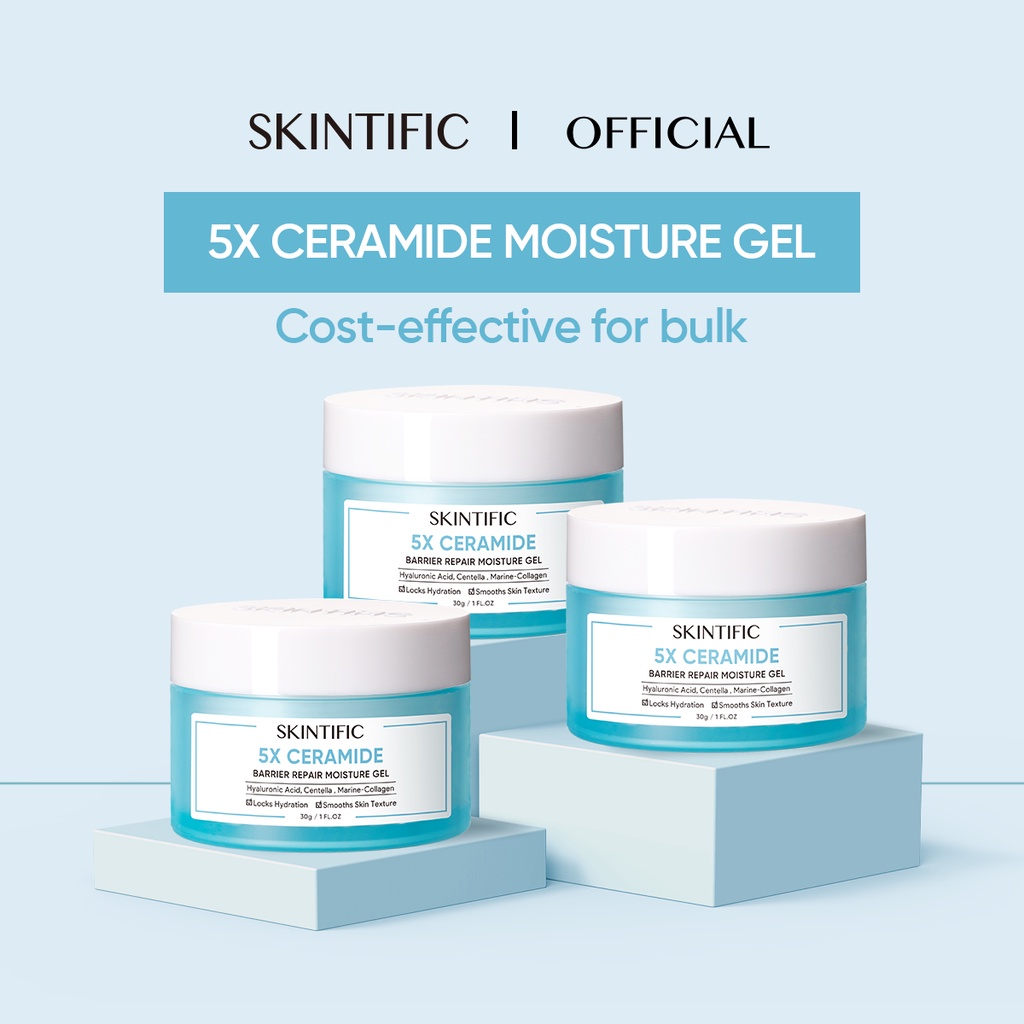 SKINTIFIC | OFFICIAL
5X CERAMIDE MOISTURE GEL
Cost-effective for bulk
SKINTIFIC
5X CERAMIDE
BARRIER REPAIR MOISTURE GEL
Hyaluronic Acid, Centella , Marine-Collagen
Locks Hydration Smooths Skin Texture
30g / 1 FL.OZ
SKINTIFIC
5X CERAMIDE
BARRIER REPAIR MOISTURE GEL
Hyaluronic Acid, Centella , Marine-Collagen
Locks Hydration Smooths Skin Texture
30g / 1 FL.OZ
SKINTIFIC
5X CERAMIDE
BARRIER REPAIR MOISTURE GEL
Hyaluronic Acid, Centella , Marine-Collagen
Locks Hydration Smooths Skin Texture
30g / 1 FL.OZ